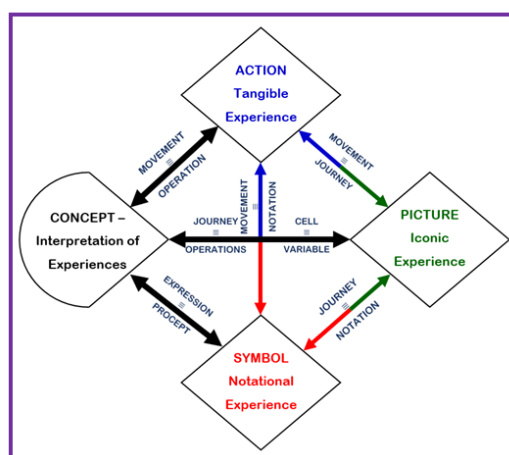 ACTION
Tangible
Experience
MOVEMENT
≡
OPERATION
MOVEMENT
≡
JOURNEY
MOVEMENT
≡
NOTATION
CONCEPT –
Interpretation of
Experiences
JOURNEY
≡
OPERATIONS
CELL
≡
VARIABLE
PICTURE
Iconic
Experience
EXPRESSION
≡
PROCEPT
JOURNEY
≡
NOTATION
SYMBOL
Notational
Experience